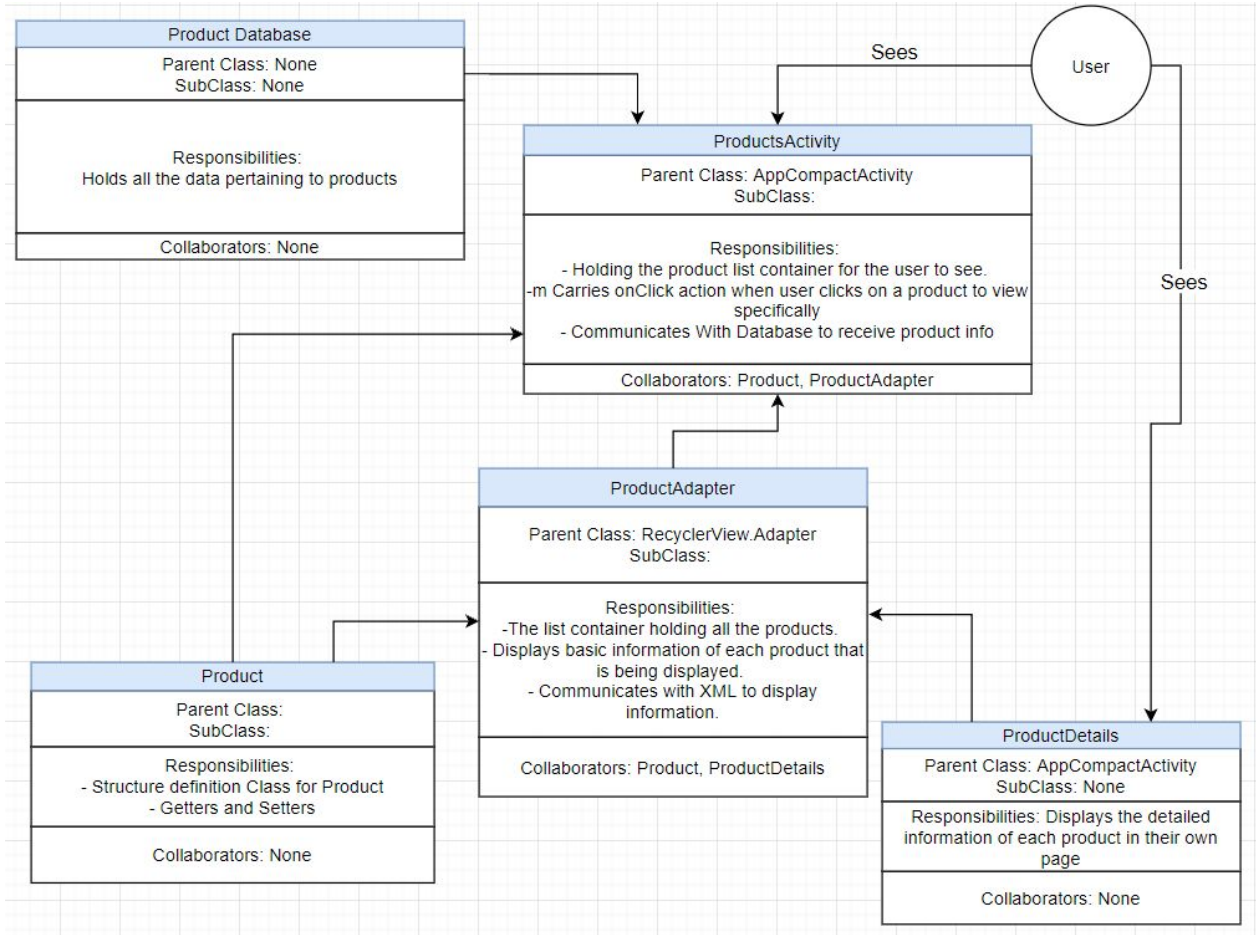 Product Database
Parent Class: None
SubClass: None
Responsibilities:
Holds all the data pertaining to products
Collaborators: None
Sees
User
ProductsActivity
Parent Class: AppCompactActivity
SubClass:
Responsibilities:
- Holding the product list container for the user to see.
-m Carries onClick action when user clicks on a product to view
specifically
- Communicates With Database to receive product info
Collaborators: Product, ProductAdapter
Sees
ProductAdapter
Parent Class: RecyclerView.Adapter
SubClass:
Responsibilities:
-The list container holding all the products.
- Displays basic information of each product that
is being displayed.
- Communicates with XML to display
information.
Collaborators: Product, ProductDetails
Product
Parent Class:
SubClass:
Responsibilities:
- Structure definition Class for Product
- Getters and Setters
Collaborators: None
ProductDetails
Parent Class: AppCompactActivity
SubClass: None
Responsibilities: Displays the detailed
information of each product in their own
page
Collaborators: None